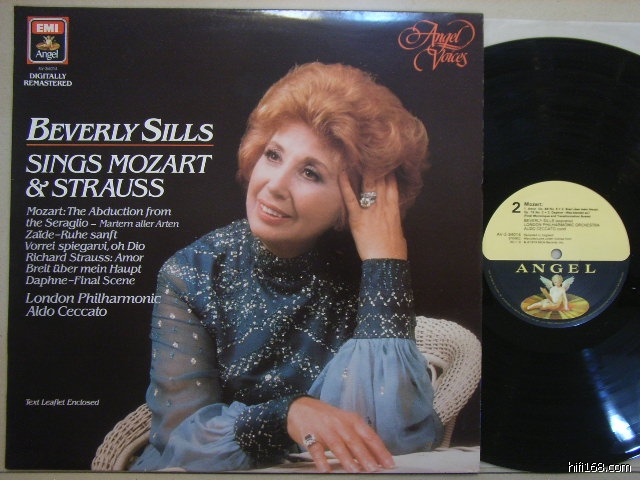 EMI
Angel
DIGITALLY
REMASTERED
Angel
Voices
BEVERLY SILLS
SINGS MOZART
& STRAUSS
Mozart: The Abduction from
the Seraglio – Martern aller Arten
Zaïde–Ruhe sanft
Vorrei spiegarvi, oh Dio
Richard Strauss: Amor
Breit über mein Haupt
Daphne–Final Scene
London Philharmonic
Aldo Ceccato
Text Leaflet Enclosed
2
Mozart
BEVERLY SILLS
LONDON PHILHARMONIC ORCHESTRA
ALDO CECCATO
ANGEL
hifi168.com